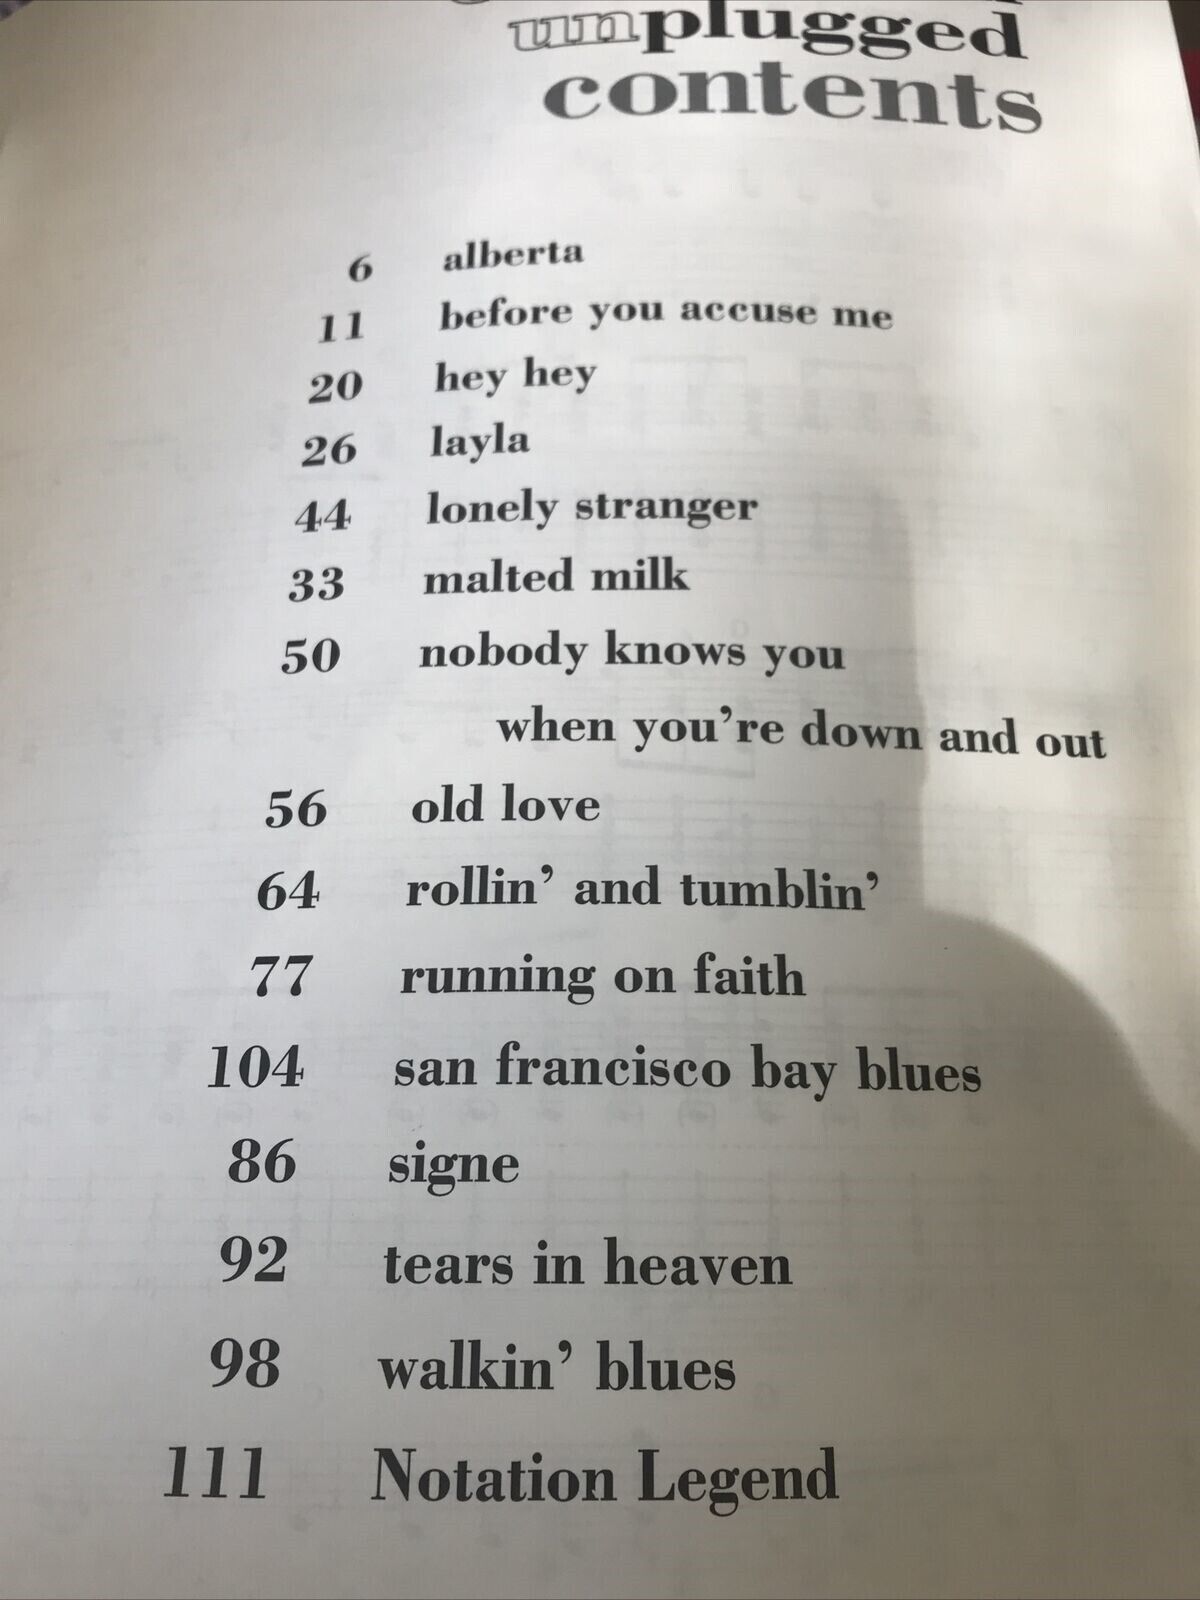 unplugged
contents
6 alberta
11 before you accuse me
20 hey hey
26 layla
44 lonely stranger
33 malted milk
50 nobody knows you
when you’re down and out
56 old love
64 rollin’ and tumblin’
77 running on faith
104 san francisco bay blues
86 signe
92 tears in heaven
98 walkin’ blues
111 Notation Legend